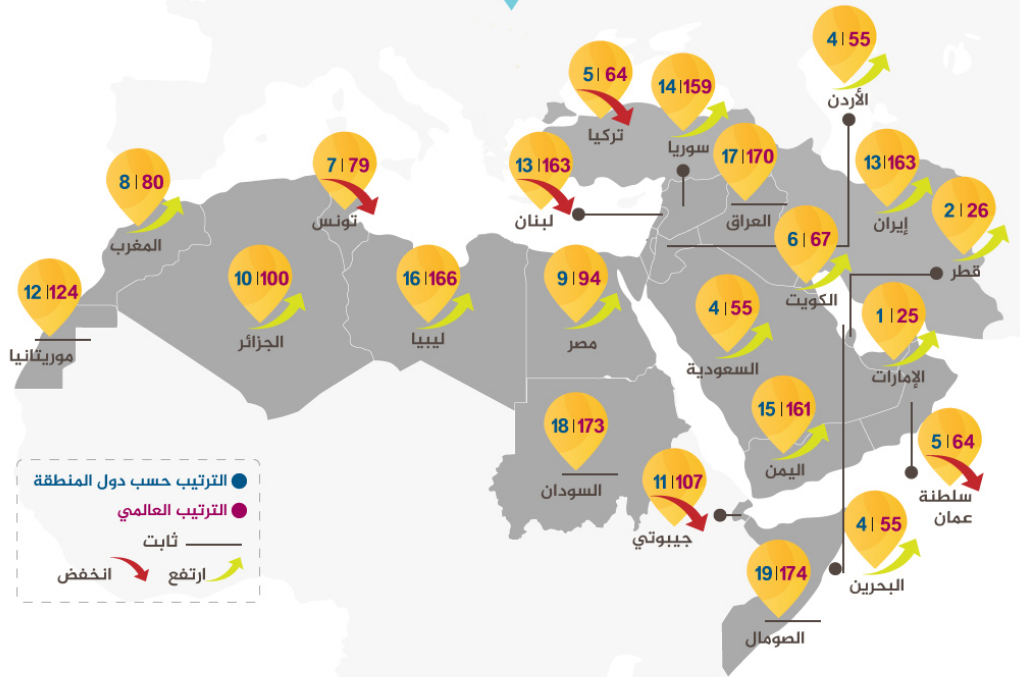 4 | 55
الأردن
5 | 64
تركيا
14 | 159
سوريا
17 | 170
العراق
13 | 163
لبنان
13 | 163
إيران
2 | 26
قطر
7 | 79
تونس
8 | 80
المغرب
6 | 67
الكويت
12 | 124
موريتانيا
10 | 100
الجزائر
16 | 166
ليبيا
9 | 94
مصر
4 | 55
السعودية
1 | 25
الإمارات
15 | 161
اليمن
18 | 173
السودان
5 | 64
سلطنة
عمان
11 | 107
جيبوتي
4 | 55
البحرين
19 | 174
الصومال
الترتيب حسب دول المنطقة
الترتيب العالمي
ثابت
ارتفع انخفض